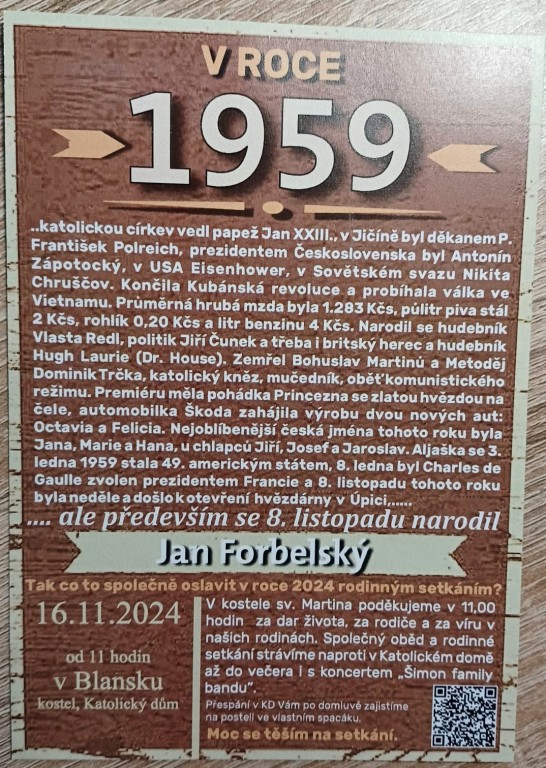 V ROCE
1959
..katolickou církev vedl papež Jan XXIII., v Jičíně byl děkanem P.
František Polreich, prezidentem Československa byl Antonín
Zápotocký, v USA Eisenhower, v Sovětském svazu Nikita
Chruščov. Končila Kubánská revoluce a probíhala válka ve
Vietnamu. Průměrná hrubá mzda byla 1.283 Kčs, půlitr piva stál
2 Kčs, rohlík 0,20 Kčs a litr benzinu 4 Kčs. Narodil se hudebník
Vlasta Redl, politik Jiří Čunek a třeba i britský herec a hudebník
Hugh Laurie (Dr. House). Zemřel Bohuslav Martinů a Metoděj
Dominik Trčka, katolický kněz, mučedník, oběť komunistického
režimu. Premiéru měla pohádka Princezna se zlatou hvězdou na
čele, automobilka Škoda zahájila výrobu dvou nových aut:
Octavia a Felicia. Nejoblíbenější česká jména tohoto roku byla
Jana, Marie a Hana, u chlapců Jiří, Josef a Jaroslav. Aljaška se 3.
ledna 1959 stala 49. americkým státem, 8. ledna byl Charles de
Gaulle zvolen prezidentem Francie a 8. listopadu tohoto roku
byla neděle a došlo k otevření hvězdárny v Úpici,.....
.... ale především se 8. listopadu narodil
Jan Forbelský
Tak co to společně oslavit v roce 2024 rodinným setkáním?
16.11.2024
od 11 hodin
v Blansku
kostel, Katolický dům
V kostele sv. Martina poděkujeme v 11,00
hodin za dar života, za rodiče a za víru v
našich rodinách. Společný oběd a rodinné
setkání strávíme naproti v Katolickém domě
až do večera i s koncertem „Šimon family
bandu".
Přespání v KD Vám po domluvě zajistíme
na posteli ve vlastním spacáku.
Moc se těším na setkání.